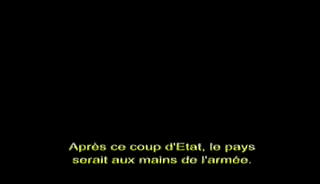 Après ce coup d'Etat, le pays
serait aux mains de l'armée.